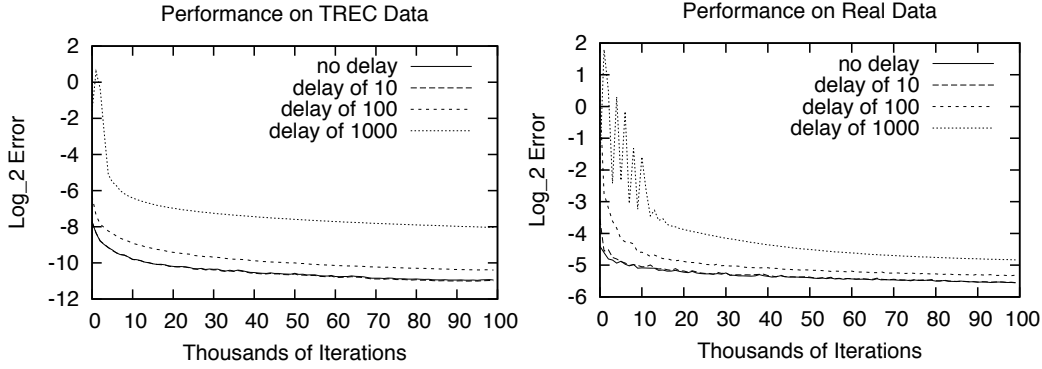 Performance on TREC Data
Log_2 Error
2
0
-2
-4
-6
-8
-10
-12
no delay
delay of 10
delay of 100
delay of 1000
0 10 20 30 40 50 60 70 80 90 100
Thousands of Iterations
Performance on Real Data
Log_2 Error
2
1
0
-1
-2
-3
-4
-5
-6
no delay
delay of 10
delay of 100
delay of 1000
0 10 20 30 40 50 60 70 80 90 100
Thousands of Iterations